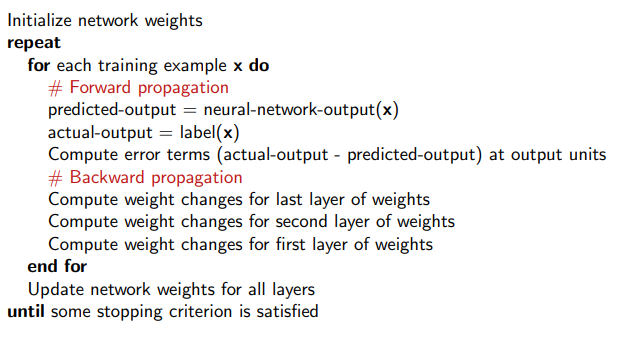 Initialize network weights
repeat
for each training example x do
# Forward propagation
predicted-output = neural-network-output(x)
actual-output = label(x)
Compute error terms (actual-output - predicted-output) at output units
# Backward propagation
Compute weight changes for last layer of weights
Compute weight changes for second layer of weights
Compute weight changes for first layer of weights
end for
Update network weights for all layers
until some stopping criterion is satisfied